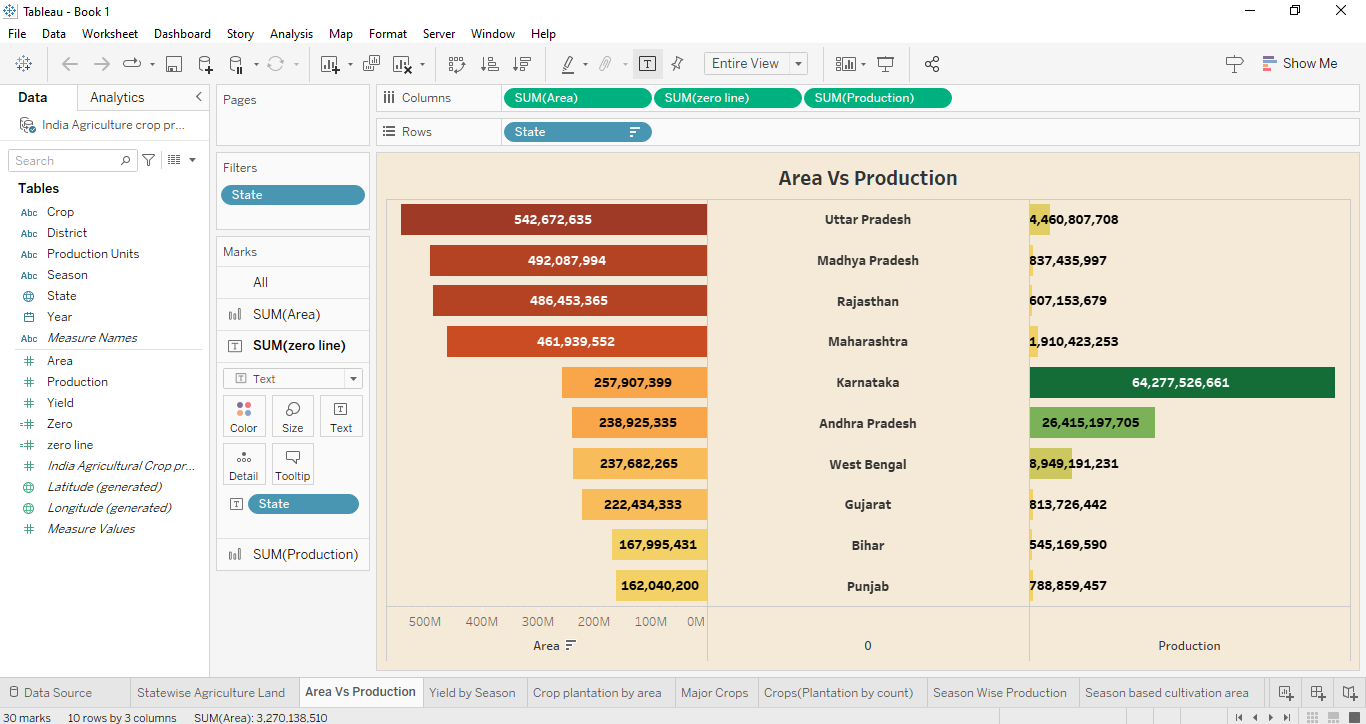 Tableau - Book 1
File Data Worksheet Dashboard Story Analysis Map Format Server Window Help
Entire View
Show Me
Data Analytics
India Agriculture crop pr...
Search
Tables
Abc Crop
Abc District
Abc Production Units
Abc Season
State
Year
Abc Measure Names
Area
Production
Yield
Zero
zero line
India Agricultural Crop pr...
Latitude (generated)
Longitude (generated)
Measure Values
Pages
Filters
State
Marks
All
SUM(Area)
SUM(zero line)
Text
Color Size Text
Detail Tooltip
State
SUM(Production)
Columns SUM(Area) SUM(zero line) SUM(Production)
Rows State
Area Vs Production
542,672,635 Uttar Pradesh 4,460,807,708
492,087,994 Madhya Pradesh 837,435,997
486,453,365 Rajasthan 607,153,679
461,939,552 Maharashtra 1,910,423,253
257,907,399 Karnataka 64,277,526,661
238,925,335 Andhra Pradesh 26,415,197,705
237,682,265 West Bengal 8,949,191,231
222,434,333 Gujarat 813,726,442
167,995,431 Bihar 545,169,590
162,040,200 Punjab 788,859,457
500M 400M 300M 200M 100M 0M
Area 0 Production
Data Source Statewise Agriculture Land Area Vs Production Yield by Season Crop plantation by area Major Crops Crops(Plantation by count) Season Wise Production Season based cultivation area
30 marks 10 rows by 3 columns SUM(Area): 3,270,138,510